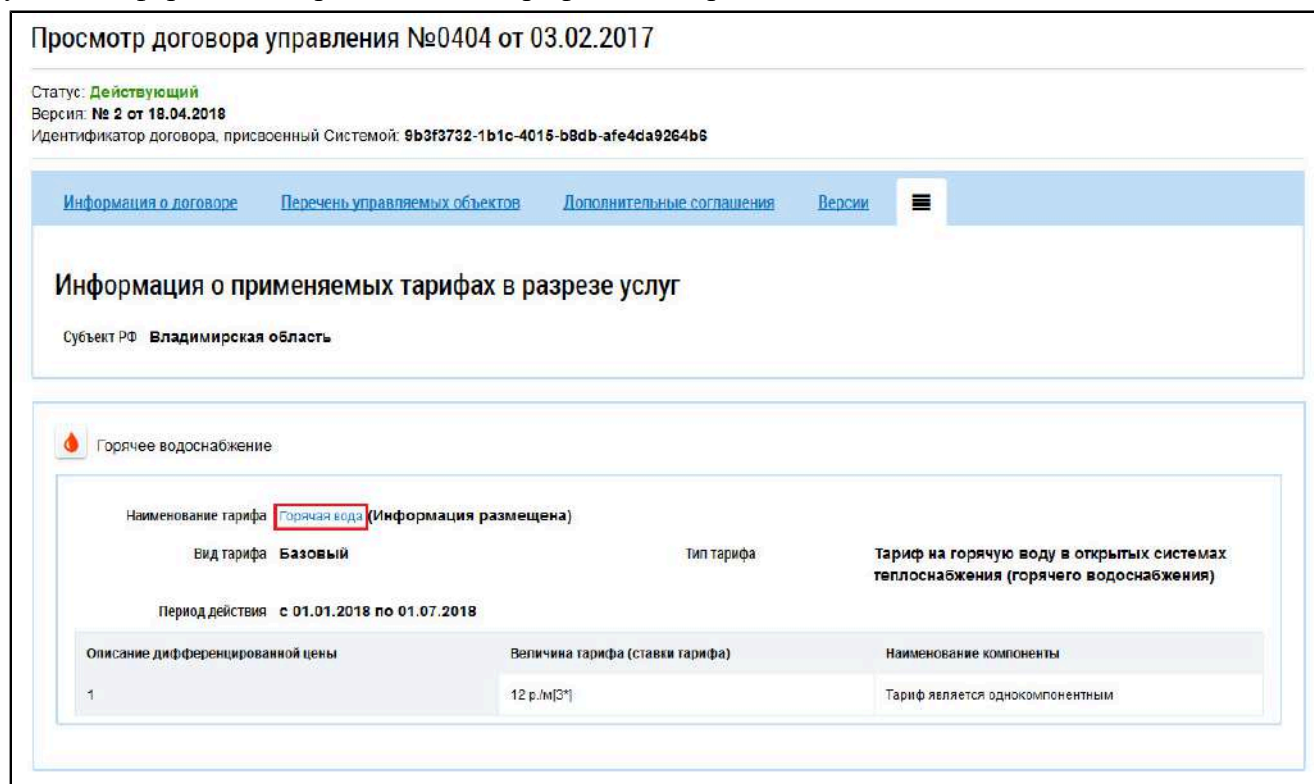 Просмотр договора управления №0404 от 03.02.2017
Статус: Действующий
Версия: № 2 от 18.04.2018
Идентификатор договора, присвоенный Системой: 9b3f3732-1b1c-4015-b8db-afe4da9264b6
Информация о договоре Перечень управляемых объектов Дополнительные соглашения Версии
Информация о применяемых тарифах в разрезе услуг
Субъект РФ Владимирская область
Горячее водоснабжение
Наименование тарифа Горячая вода (Информация размещена)
Вид тарифа Базовый Тип тарифа Тариф на горячую воду в открытых системах
теплоснабжения (горячего водоснабжения)
Период действия с 01.01.2018 по 01.07.2018
Описание дифференцированной цены Величина тарифа (ставки тарифа) Наименование компоненты
1 12 р./м[3*] Тариф является однокомпонентным